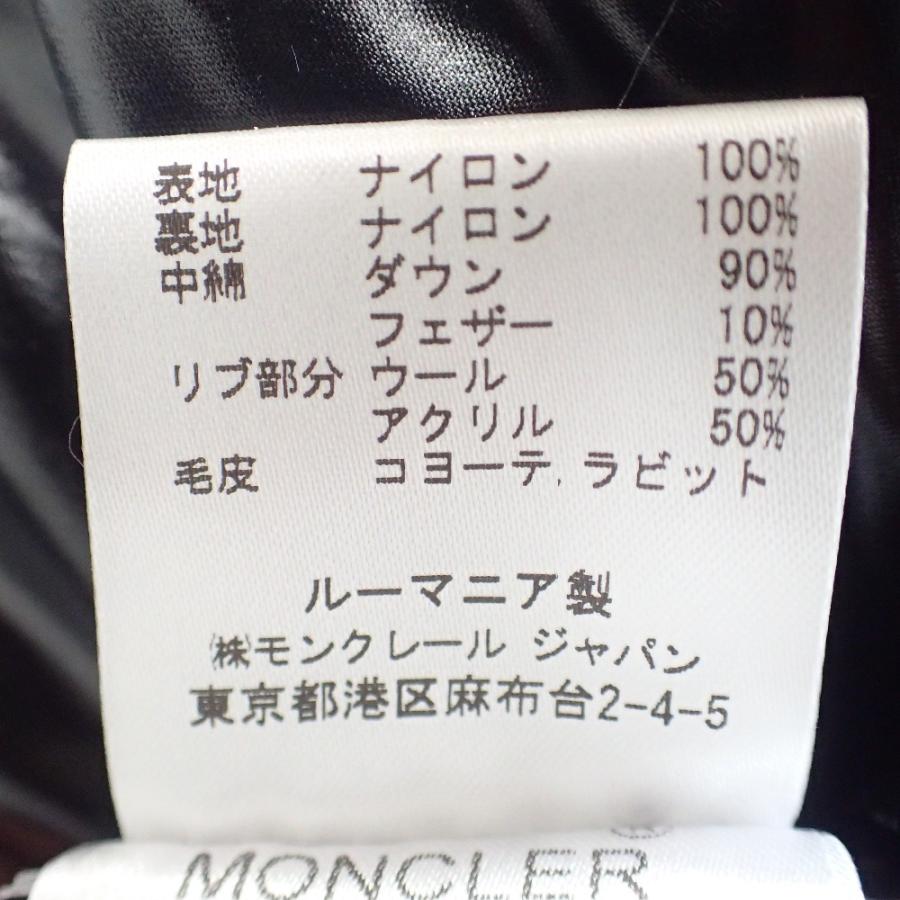 表地 ナイロン 100%
裏地 ナイロン 100%
中綿 ダウン 90%
フェザー 10%
リブ部分 ウール 50%
アクリル 50%
毛皮 コヨーテ,ラビット
ルーマニア製
㈱モンクレール ジャパン
東京都港区麻布台2-4-5
MONCLER